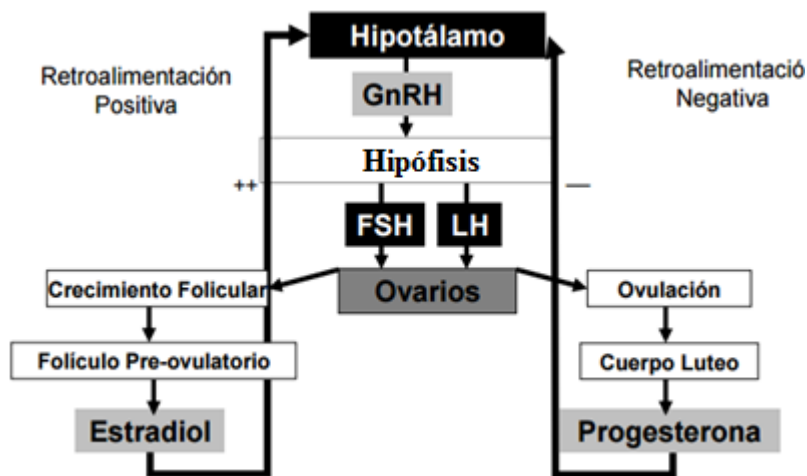 Hipotálamo
Retroalimentación
Positiva
Retroalimentació
Negativa
GnRH
Hipófisis
++
—
FSH
LH
Crecimiento Folicular
Ovarios
Ovulación
Folículo Pre-ovulatorio
Cuerpo Luteo
Estradiol
Progesterona